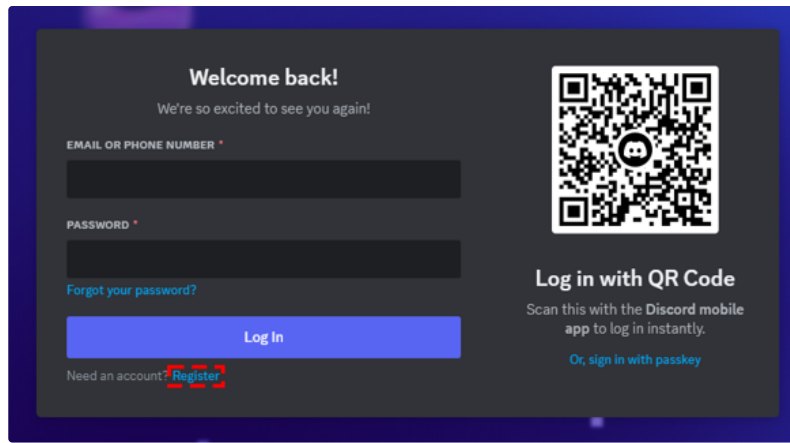 Welcome back!
We're so excited to see you again!
EMAIL OR PHONE NUMBER *
PASSWORD *
Forgot your password?
Log In
Need an account? Register
Log in with QR Code
Scan this with the Discord mobile
app to log in instantly.
Or, sign in with passkey